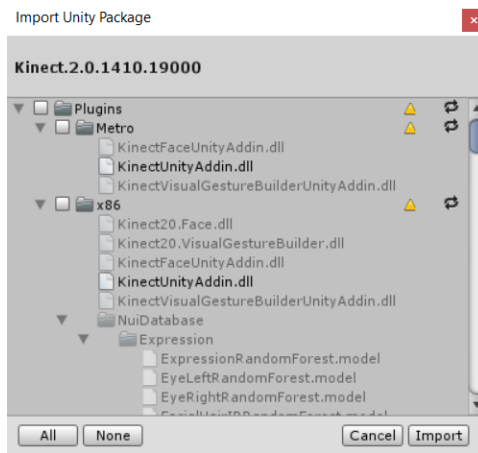 Import Unity Package
Kinect.2.0.1410.19000
Plugins
Metro
KinectFaceUnityAddin.dll
KinectUnityAddin.dll
KinectVisualGestureBuilderUnityAddin.dll
x86
Kinect20.Face.dll
Kinect20.VisualGestureBuilder.dll
KinectFaceUnityAddin.dll
KinectUnityAddin.dll
KinectVisualGestureBuilderUnityAddin.dll
NuiDatabase
Expression
ExpressionRandomForest.model
EyeLeftRandomForest.model
EyeRightRandomForest.model
FacialHairIRRandomForest.model
All None Cancel Import